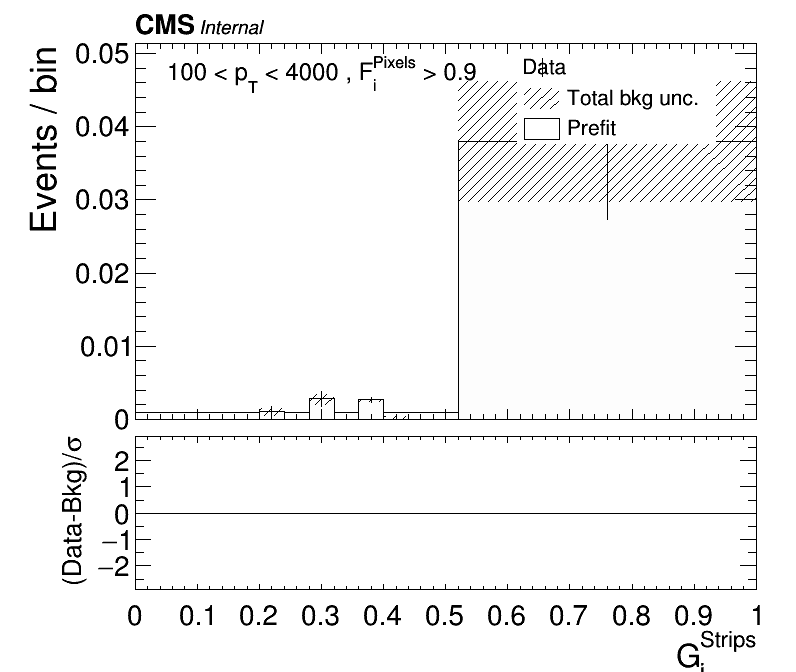 CMS Internal
Events / bin
100 < p_T < 4000 , F_i^Pixels > 0.9
Data
Total bkg unc.
Prefit
0.05
0.04
0.03
0.02
0.01
0
(Data-Bkg)/σ
2
1
0
−1
−2
0 0.1 0.2 0.3 0.4 0.5 0.6 0.7 0.8 0.9 1
G_i^Strips